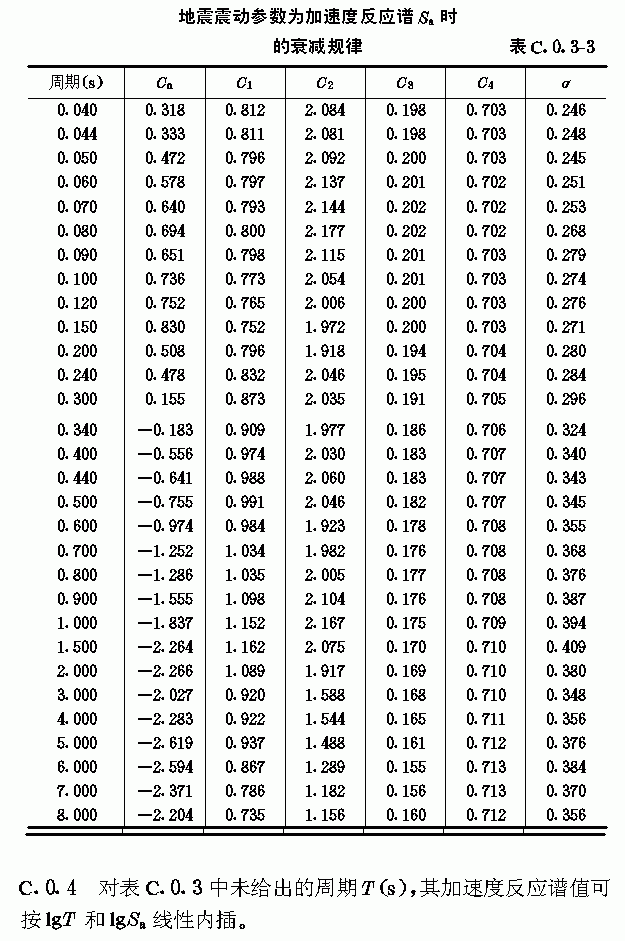 地震震动参数为加速度反应谱Sa时
的衰减规律 表C.0.3-3
周期(s) C0 C1 C2 C3 C4 σ
0.040 0.318 0.812 2.084 0.198 0.703 0.246
0.044 0.333 0.811 2.081 0.198 0.703 0.248
0.050 0.472 0.796 2.092 0.200 0.703 0.245
0.060 0.578 0.797 2.137 0.201 0.702 0.251
0.070 0.640 0.793 2.144 0.202 0.702 0.253
0.080 0.694 0.800 2.177 0.202 0.702 0.268
0.090 0.651 0.798 2.115 0.201 0.703 0.279
0.100 0.736 0.773 2.054 0.201 0.703 0.274
0.120 0.752 0.765 2.006 0.200 0.703 0.276
0.150 0.830 0.752 1.972 0.200 0.703 0.271
0.200 0.508 0.796 1.918 0.194 0.704 0.280
0.240 0.478 0.832 2.046 0.195 0.704 0.284
0.300 0.155 0.873 2.035 0.191 0.705 0.296
0.340 −0.183 0.909 1.977 0.186 0.706 0.324
0.400 −0.556 0.974 2.030 0.183 0.707 0.340
0.440 −0.641 0.988 2.060 0.183 0.707 0.343
0.500 −0.755 0.991 2.046 0.182 0.707 0.345
0.600 −0.974 0.984 1.923 0.178 0.708 0.355
0.700 −1.252 1.034 1.982 0.176 0.708 0.368
0.800 −1.286 1.035 2.005 0.177 0.708 0.376
0.900 −1.555 1.098 2.104 0.176 0.708 0.387
1.000 −1.837 1.152 2.167 0.175 0.709 0.394
1.500 −2.264 1.162 2.075 0.170 0.710 0.409
2.000 −2.266 1.089 1.917 0.169 0.710 0.380
3.000 −2.027 0.920 1.588 0.168 0.710 0.348
4.000 −2.283 0.922 1.544 0.165 0.711 0.356
5.000 −2.619 0.937 1.488 0.161 0.712 0.376
6.000 −2.594 0.867 1.289 0.155 0.713 0.384
7.000 −2.371 0.786 1.182 0.156 0.713 0.370
8.000 −2.204 0.735 1.156 0.160 0.712 0.356
C.0.4 对表C.0.3中未给出的周期T(s),其加速度反应谱值可
按lgT和lgSa线性内插。